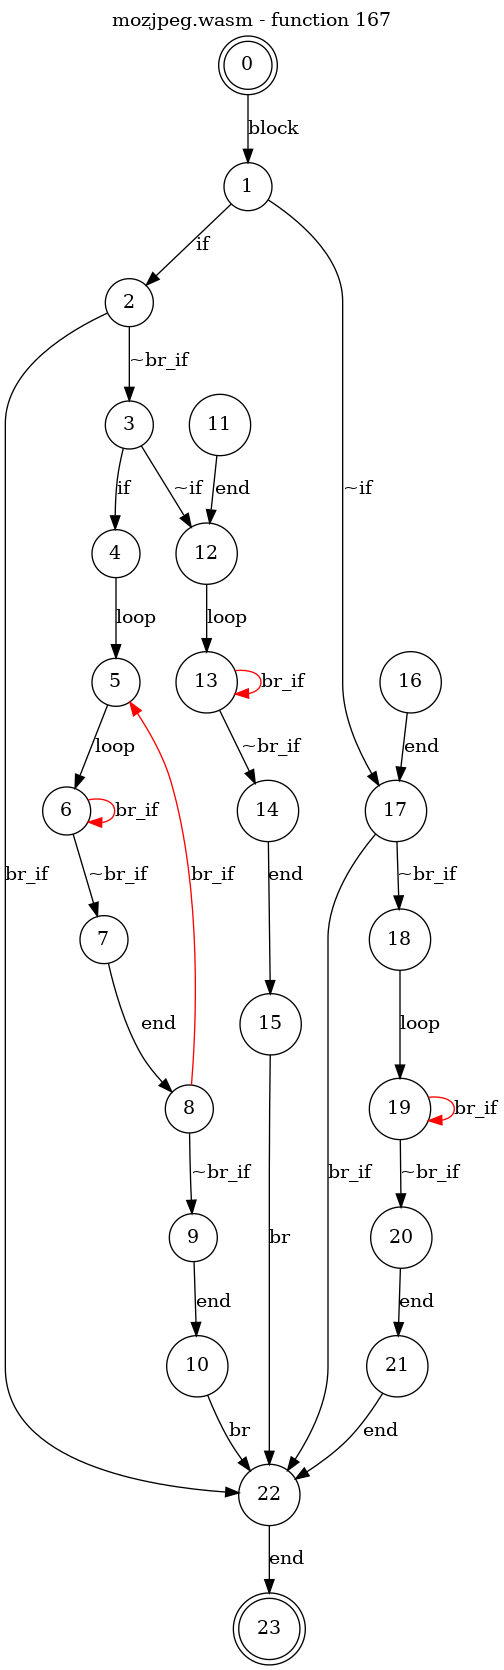 mozjpeg.wasm - function 167
0
block
1
if
2
~br_if
3
11
if
~if
end
~if
4
12
loop
loop
5
13
br_if
16
loop
~br_if
end
6
br_if
14
17
br_if
~br_if
br_if
end
~br_if
7
18
end
15
loop
8
19
br_if
~br_if
br_if
~br_if
9
br
20
end
end
10
21
br
end
22
end
23